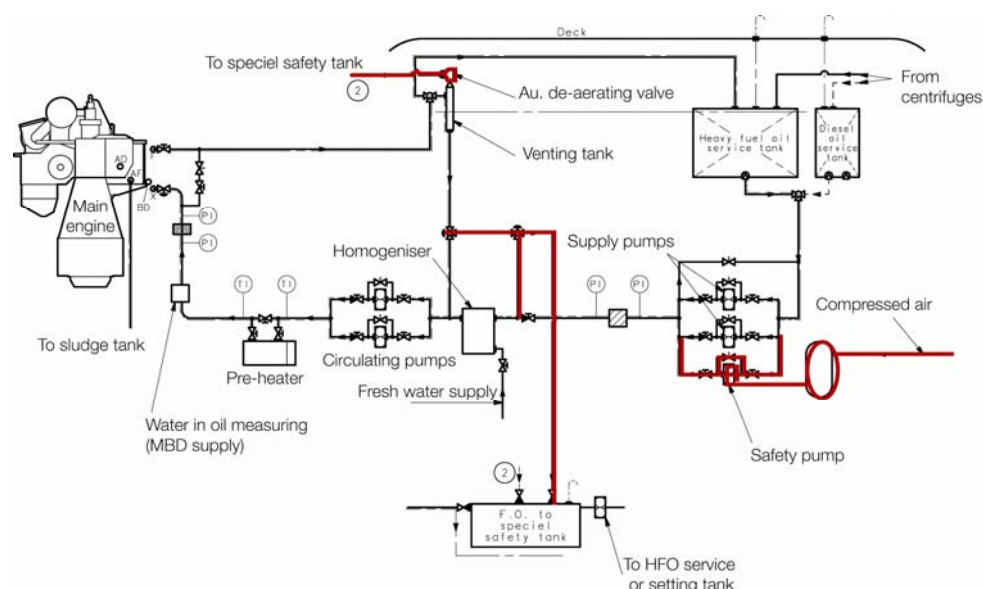 Deck
To speciel safety tank
2
Au. de-aerating valve
From
centrifuges
Venting tank
Heavy fuel oil
service tank
Diesel
oil
service
tank
AD
AF
BD
F
X
Main
engine
PI
PI
Homogeniser
Supply pumps
TI
TI
PI
PI
Compressed air
To sludge tank
Circulating pumps
Pre-heater
Fresh water supply
Water in oil measuring
(MBD supply)
Safety pump
2
F.O. to
speciel
safety tank
To HFO service
or setting tank